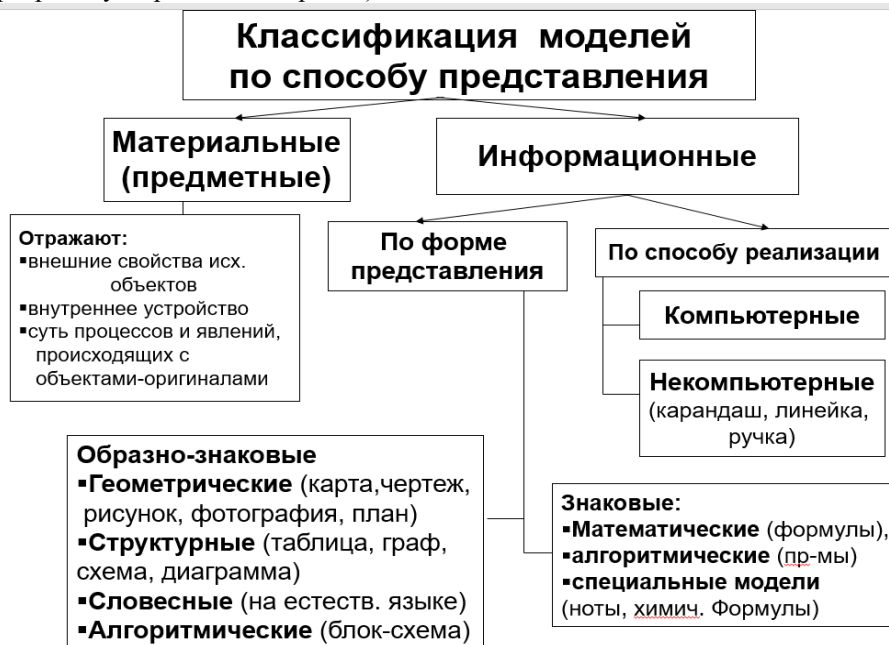 Классификация моделей
по способу представления
Материальные
(предметные)
Информационные
Отражают:
▪внешние свойства исх.
объектов
▪внутреннее устройство
▪суть процессов и явлений,
происходящих с
объектами-оригиналами
По форме
представления
По способу реализации
Компьютерные
Некомпьютерные
(карандаш, линейка,
ручка)
Образно-знаковые
▪Геометрические (карта,чертеж,
рисунок, фотография, план)
▪Структурные (таблица, граф,
схема, диаграмма)
▪Словесные (на естеств. языке)
▪Алгоритмические (блок-схема)
Знаковые:
▪Математические (формулы),
▪алгоритмические (пр-мы)
▪специальные модели
(ноты, химич. Формулы)